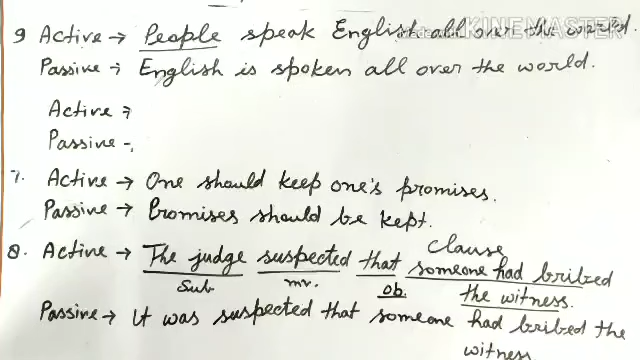 9 Active → People speak English all over the world.
KINEMASTER
Passive → English is spoken all over the world.
Active →
Passive →
7. Active → One should keep one's promises.
Passive → Promises should be kept.
Clause
8. Active → The judge suspected that someone had bribed
Sub mv. ob. the witness.
Passive → It was suspected that someone had bribed the
witness